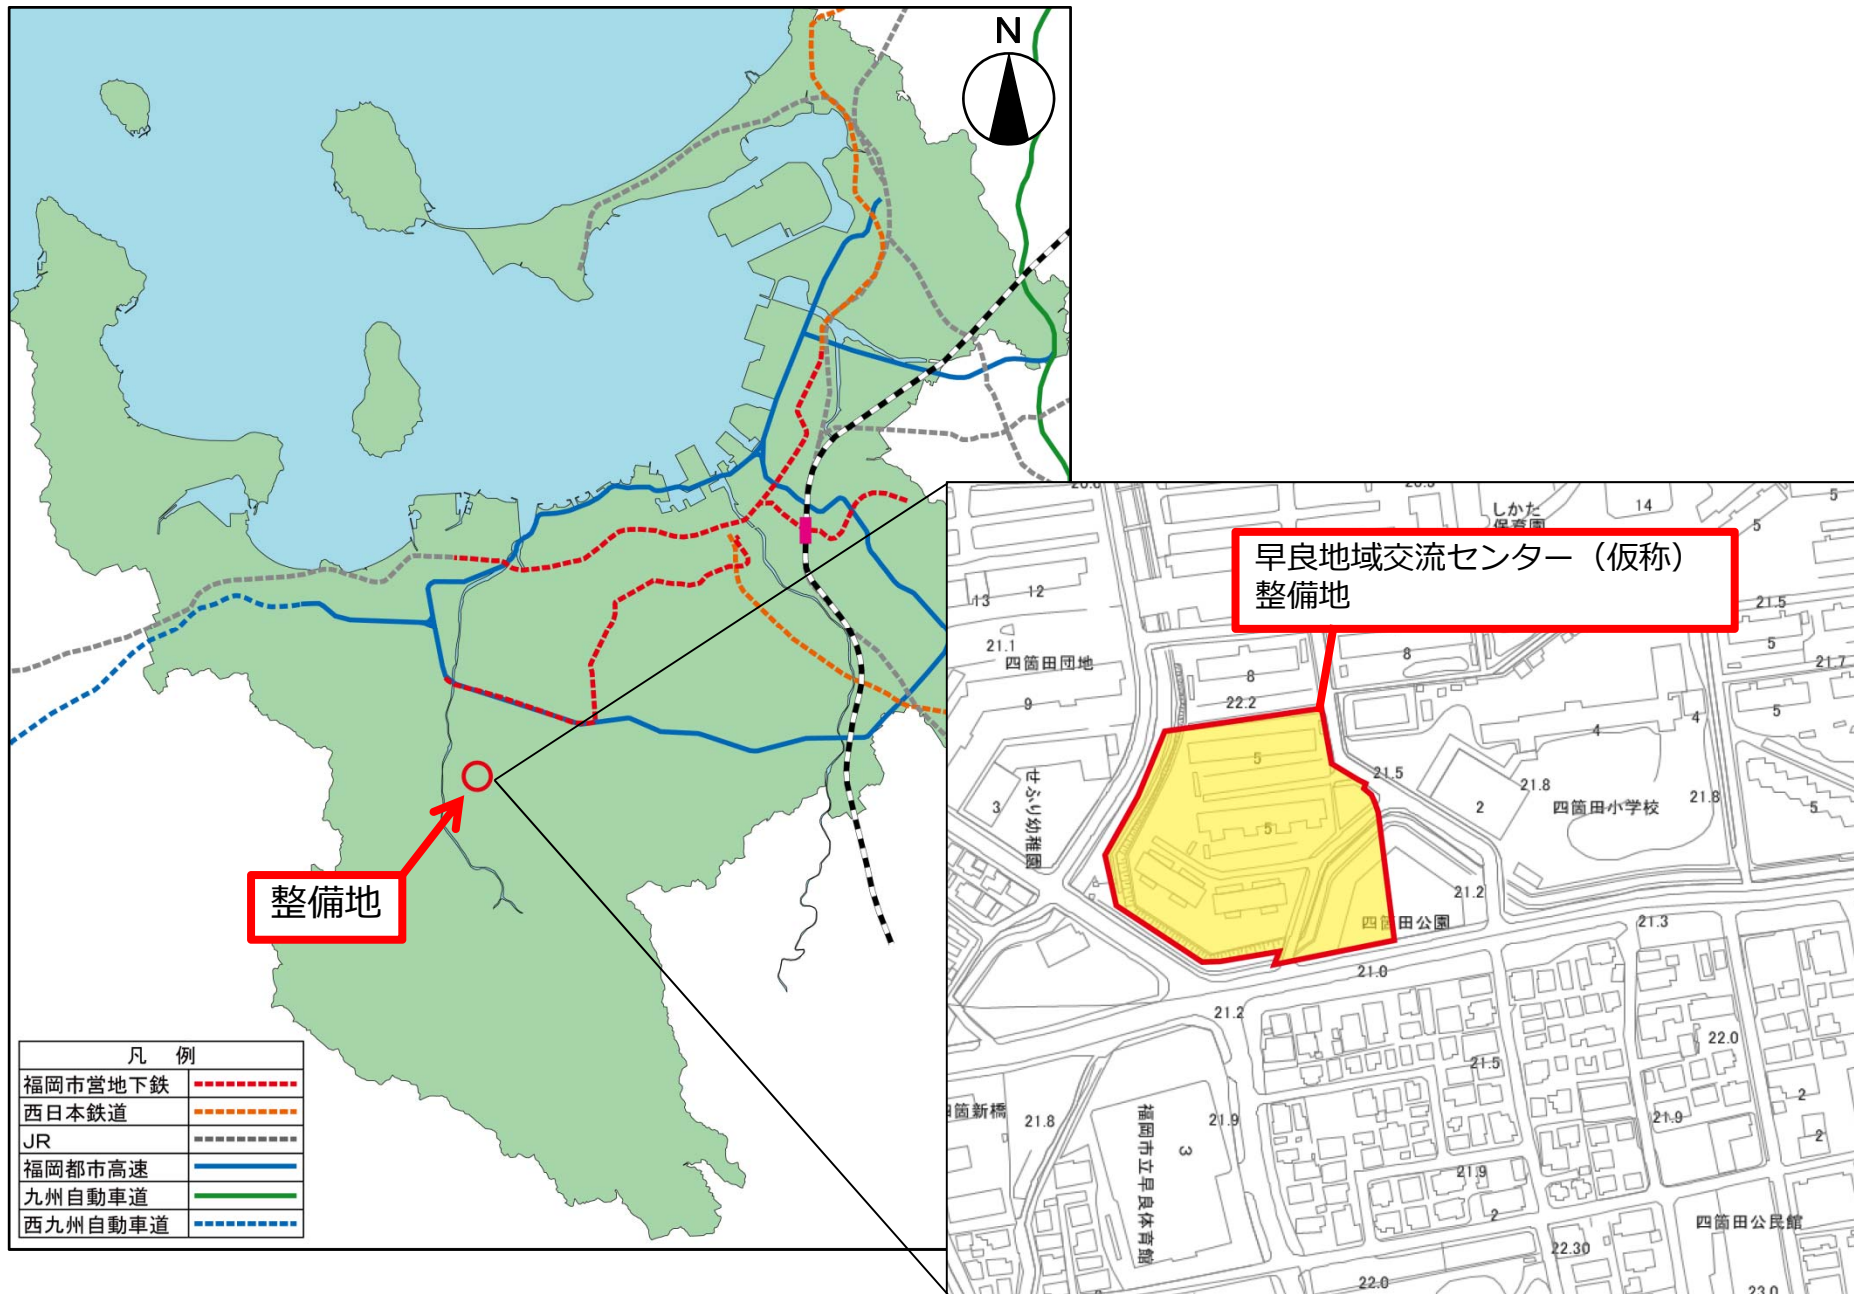 N
整備地
凡 例
福岡市営地下鉄
西日本鉄道
JR
福岡都市高速
九州自動車道
西九州自動車道
早良地域交流センター（仮称）
整備地
しかた
保育園
14
5
5
13
12
21.5
21.1
四箇田団地
8
8
5
21.7
9
22.2
5
4
4
5
21.5
21.8
21.8
3
せふり幼稚園
2
四箇田小学校
5
5
21.2
四箇田公園
21.3
21.0
21.2
22.0
21.5
箇新橋
21.8
福岡市立早良体育館
3
21.9
21.9
2
2
21.9
2
四箇田公民館
22.30
22.0
23.0